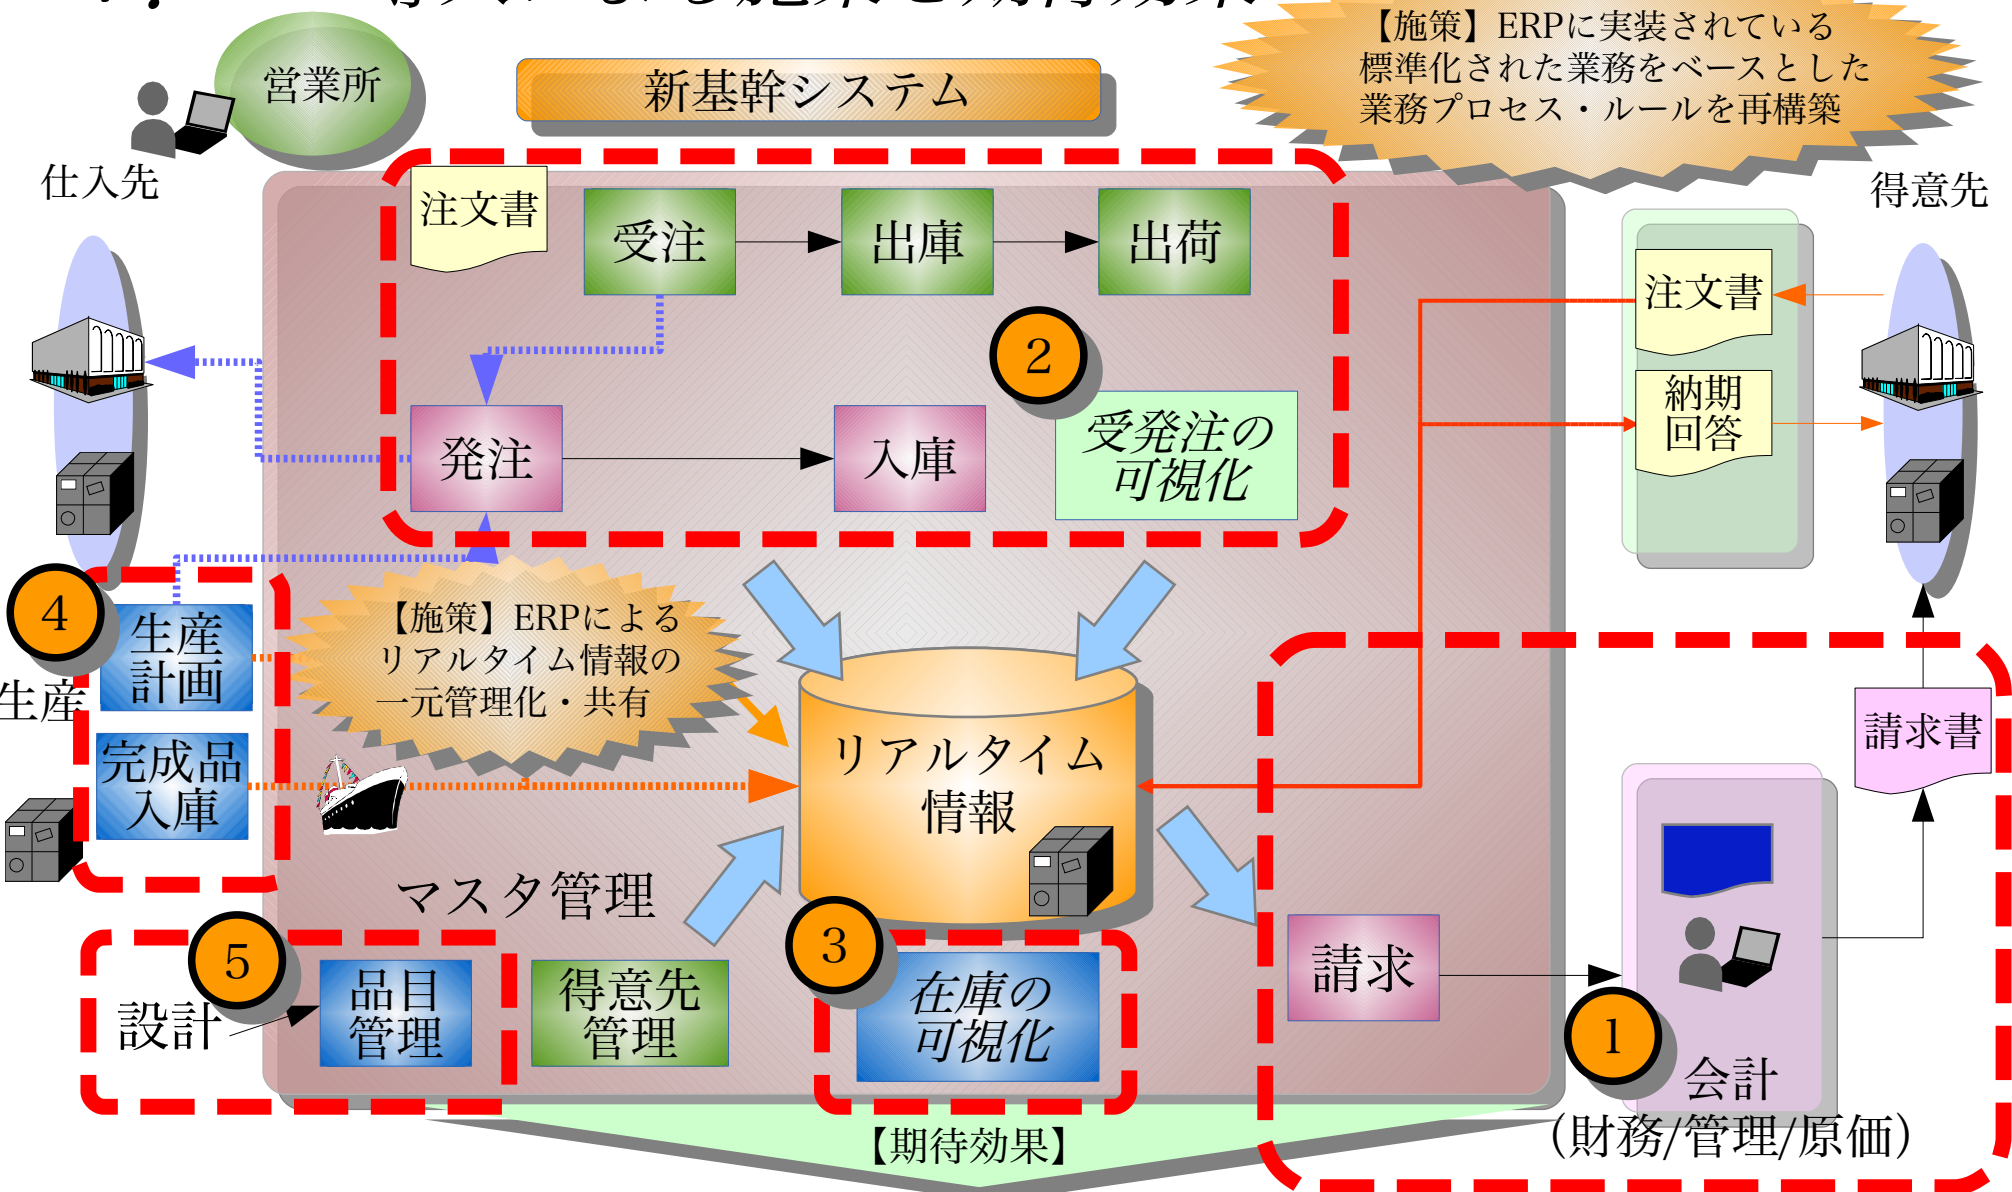 営業所
新基幹システム
【施策】ERPに実装されている
標準化された業務をベースとした
業務プロセス・ルールを再構築
仕入先
得意先
注文書
受注
出庫
出荷
注文書
2
納期
回答
発注
入庫
受発注の
可視化
4
生産
計画
【施策】ERPによる
リアルタイム情報の
一元管理化・共有
生産
請求書
完成品
入庫
リアルタイム
情報
マスタ管理
3
5
設計
品目
管理
得意先
管理
在庫の
可視化
請求
1
会計
(財務/管理/原価)
【期待効果】